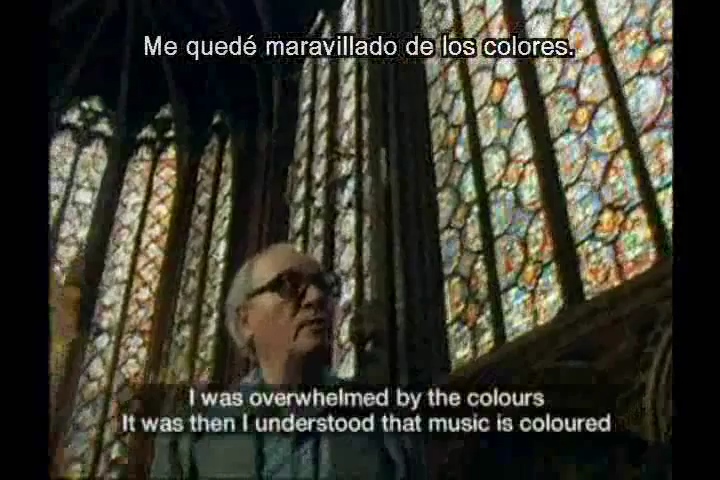 Me quedé maravillado de los colores.
I was overwhelmed by the colours
It was then I understood that music is coloured